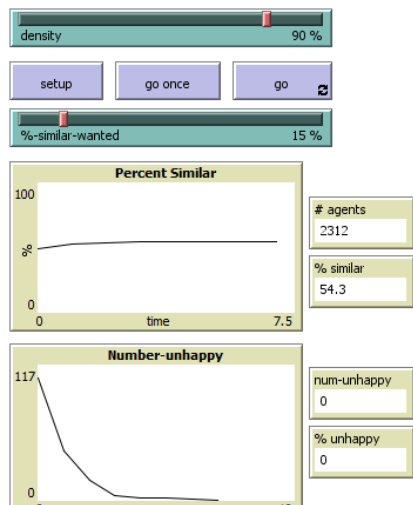 density 90 %
setup go once go
%-similar-wanted 15 %
Percent Similar
100
%
0
0 time 7.5
# agents
2312
% similar
54.3
Number-unhappy
117
0
num-unhappy
0
% unhappy
0